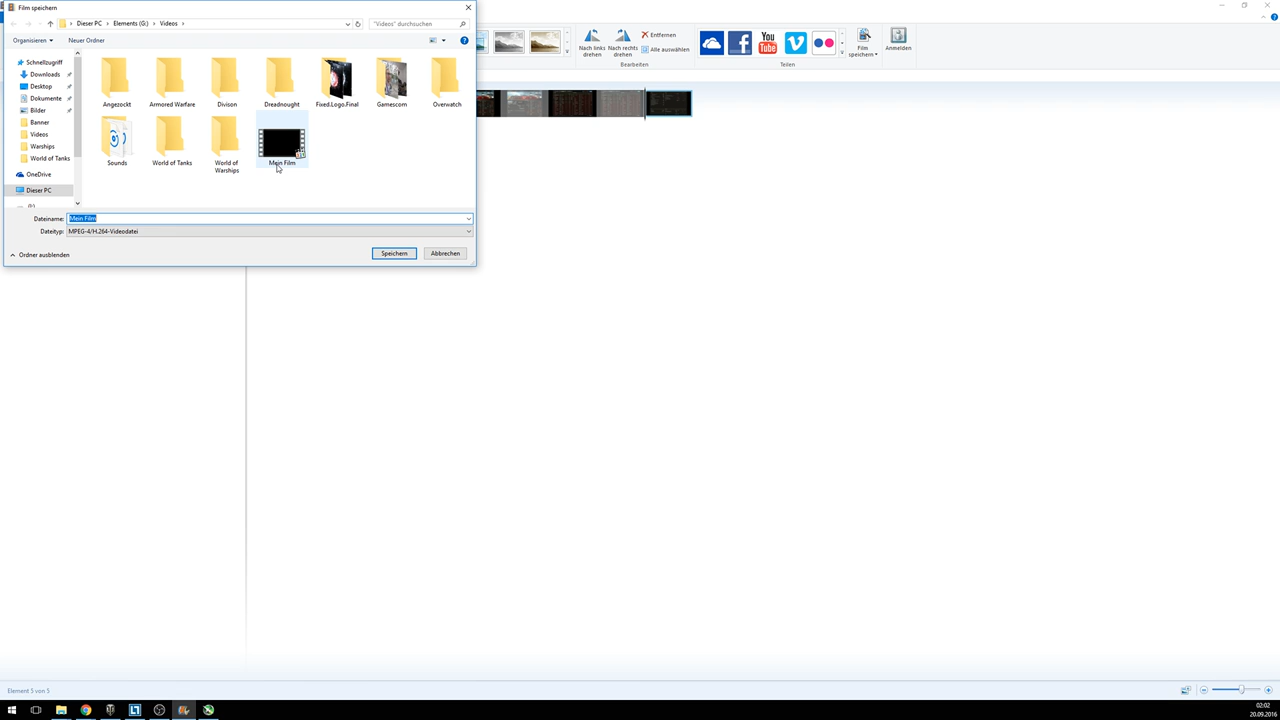 Film speichern
Dieser PC > Elements (G:) > Videos >
"Videos" durchsuchen
Organisieren
Neuer Ordner
Schnellzugriff
Downloads
Desktop
Dokumente
Bilder
Banner
Videos
Warships
World of Tanks
OneDrive
Dieser PC
Angezockt
Armored Warfare
Divison
Dreadnought
Fixed.Logo.Final
Gamescom
Overwatch
Sounds
World of Tanks
World of
Warships
Mein Film
Dateiname: Mein Film
Dateityp: MPEG-4/H.264-Videodatei
Ordner ausblenden
Speichern
Abbrechen
Nach links
drehen
Nach rechts
drehen
Entfernen
Alle auswählen
Bearbeiten
You
Tube
Film
speichern
Teilen
Anmelden
Element 5 von 5
02:02
20.09.2016